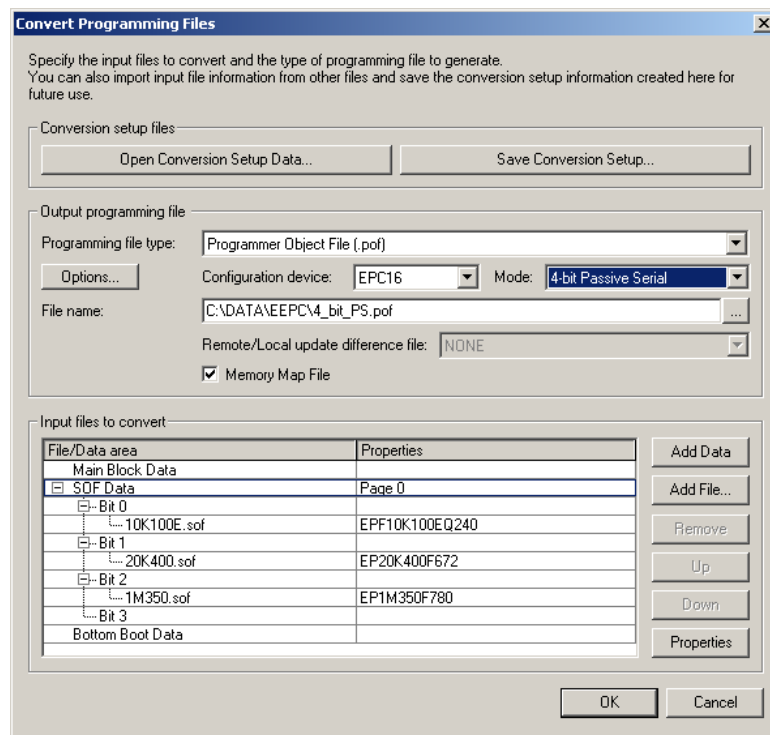 Convert Programming Files
Specify the input files to convert and the type of programming file to generate.
You can also import input file information from other files and save the conversion setup information created here for
future use.
Conversion setup files
Open Conversion Setup Data... Save Conversion Setup...
Output programming file
Programming file type: Programmer Object File (.pof)
Options... Configuration device: EPC16 Mode: 4-bit Passive Serial
File name: C:\DATA\EEPC\4_bit_PS.pof ...
Remote/Local update difference file: NONE
Memory Map File
Input files to convert
File/Data area Properties Add Data
Main Block Data
SOF Data Page 0 Add File...
Bit 0
10K100E.sof EPF10K100EQ240 Remove
Bit 1
20K400.sof EP20K400F672 Up
Bit 2
1M350.sof EP1M350F780 Down
Bit 3
Bottom Boot Data Properties
OK Cancel